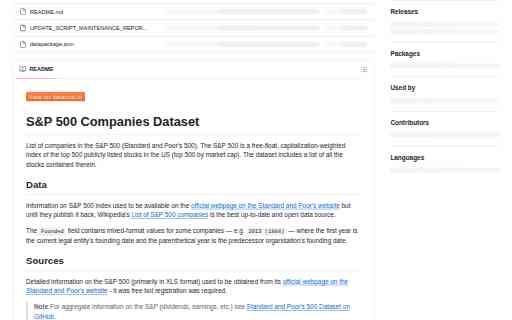 README.md
Releases
UPDATE_SCRIPT_MAINTENANCE_REPOR...
datapackage.json
Packages
README
Used by
View on datahub.io
S&P 500 Companies Dataset
Contributors
List of companies in the S&P 500 (Standard and Poor's 500). The S&P 500 is a free-float, capitalization-weighted
index of the top 500 publicly listed stocks in the US (top 500 by market cap). The dataset includes a list of all the
stocks contained therein.
Languages
Data
Information on S&P 500 index used to be available on the official webpage on the Standard and Poor's website but
until they publish it back, Wikipedia's List of S&P 500 companies is the best up-to-date and open data source.
The Founded field contains mixed-format values for some companies — e.g. 2013 (1984) — where the first year is
the current legal entity's founding date and the parenthetical year is the predecessor organisation's founding date.
Sources
Detailed information on the S&P 500 (primarily in XLS format) used to be obtained from its official webpage on the
Standard and Poor's website - it was free but registration was required.
Note For aggregate information on the S&P (dividends, earnings, etc.) see Standard and Poor's 500 Dataset on
GitHub.